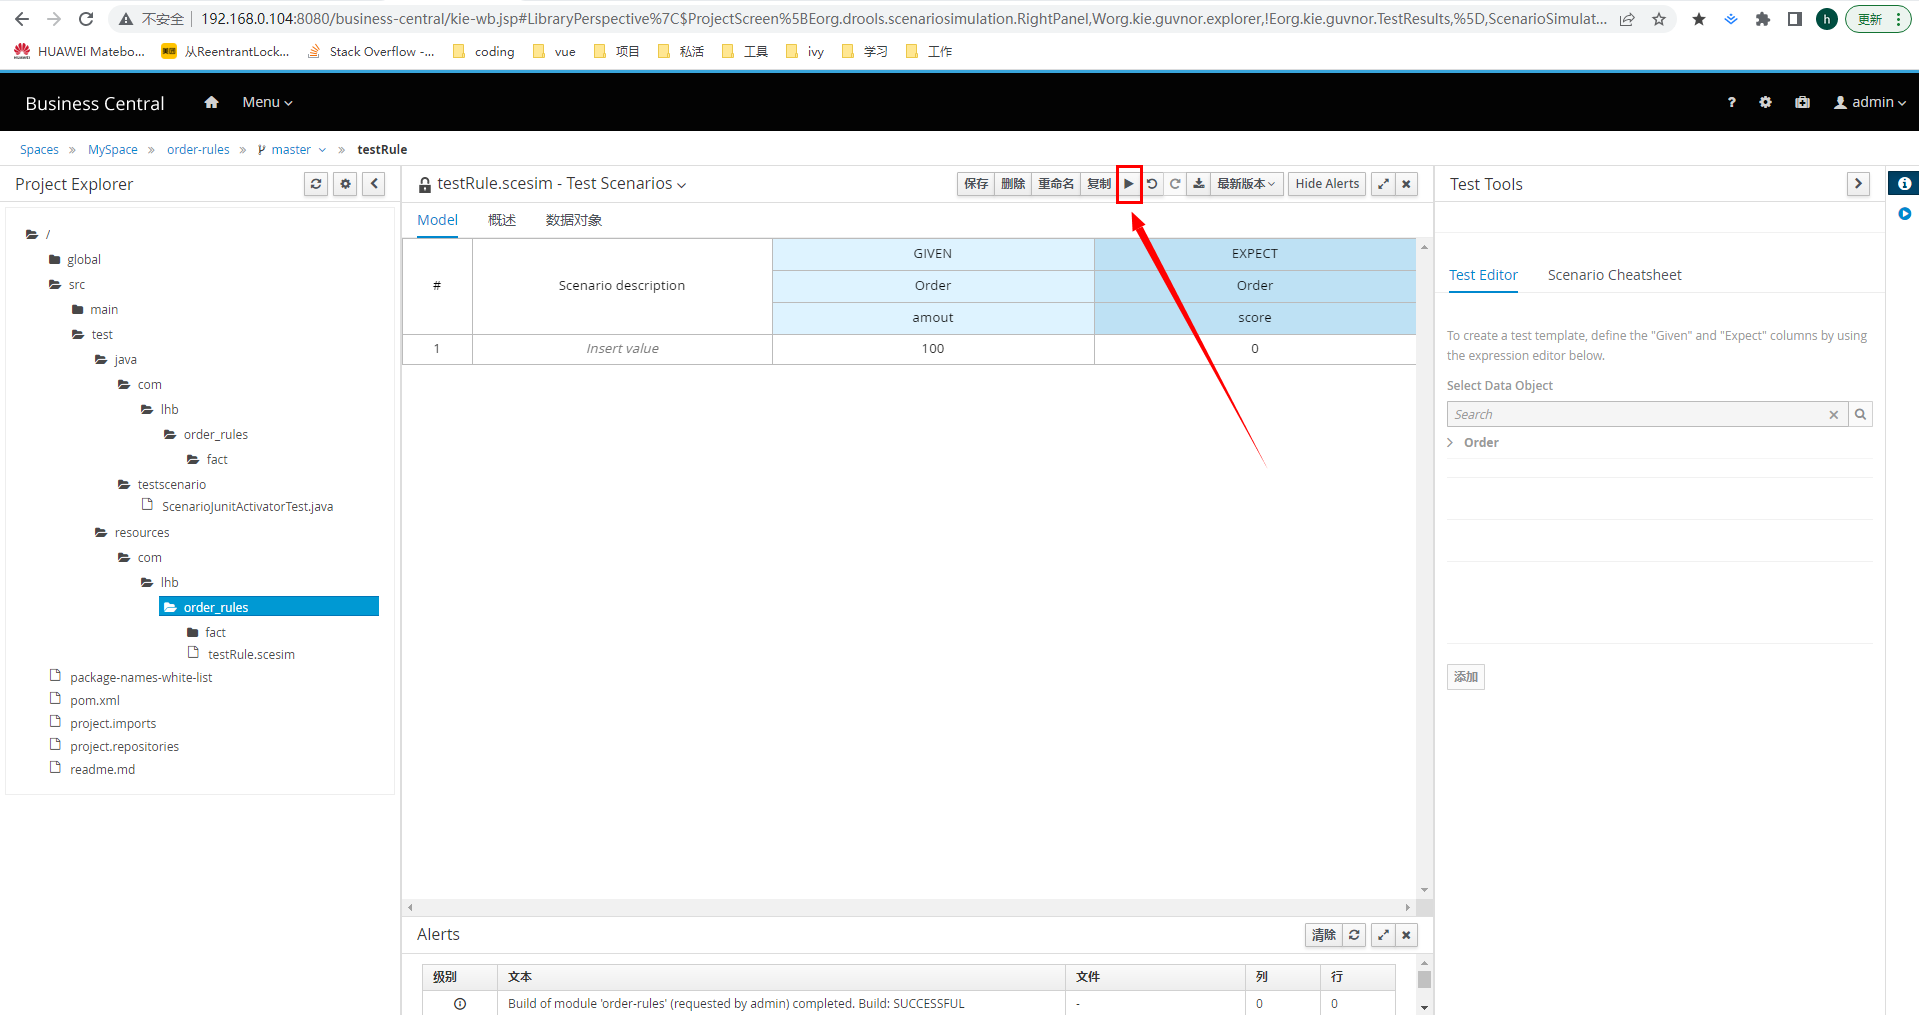 不安全
192.168.0.104:8080/business-central/kie-wb.jsp#LibraryPerspective%7C$ProjectScreen%5BEorg.drools.scenariosimulation.RightPanel,Worg.kie.guvnor.explorer,!Eorg.kie.guvnor.TestResults,%5D,ScenarioSimulat...
h
更新
HUAWEI Matebo...
从ReentrantLock...
Stack Overflow -...
coding
vue
项目
私活
工具
ivy
学习
工作
Business Central
Menu
?
admin
Spaces » MySpace » order-rules » master » testRule
Project Explorer
testRule.scesim - Test Scenarios
保存
删除
重命名
复制
最新版本
Hide Alerts
Test Tools
Model
概述
数据对象
/
global
src
main
test
java
com
lhb
order_rules
fact
testscenario
ScenarioJunitActivatorTest.java
resources
com
lhb
order_rules
fact
testRule.scesim
package-names-white-list
pom.xml
project.imports
project.repositories
readme.md
#
Scenario description
GIVEN
EXPECT
Order
Order
amout
score
1
Insert value
100
0
Test Editor
Scenario Cheatsheet
To create a test template, define the "Given" and "Expect" columns by using
the expression editor below.
Select Data Object
Search
Order
添加
Alerts
清除
级别
文本
文件
列
行
Build of module 'order-rules' (requested by admin) completed. Build: SUCCESSFUL
-
0
0